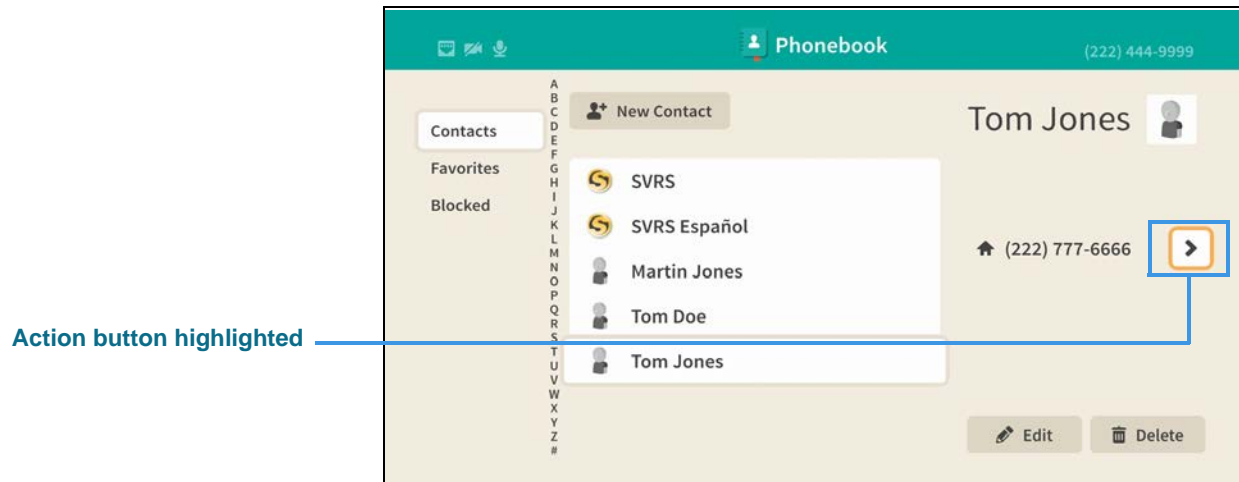 Phonebook
(222) 444-9999
Contacts
Favorites
Blocked
A
B
C
D
E
F
G
H
I
J
K
L
M
N
O
P
Q
R
S
T
U
V
W
X
Y
Z
#
New Contact
SVRS
SVRS Español
Martin Jones
Tom Doe
Tom Jones
Tom Jones
(222) 777-6666
Edit
Delete
Action button highlighted